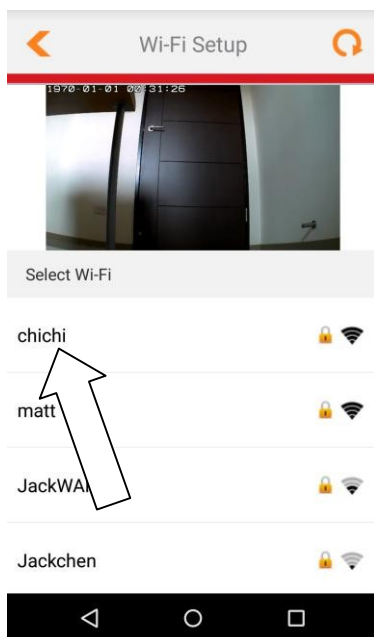 Wi-Fi Setup
1970-01-01 00:31:26
Select Wi-Fi
chichi
matt
Jackchen